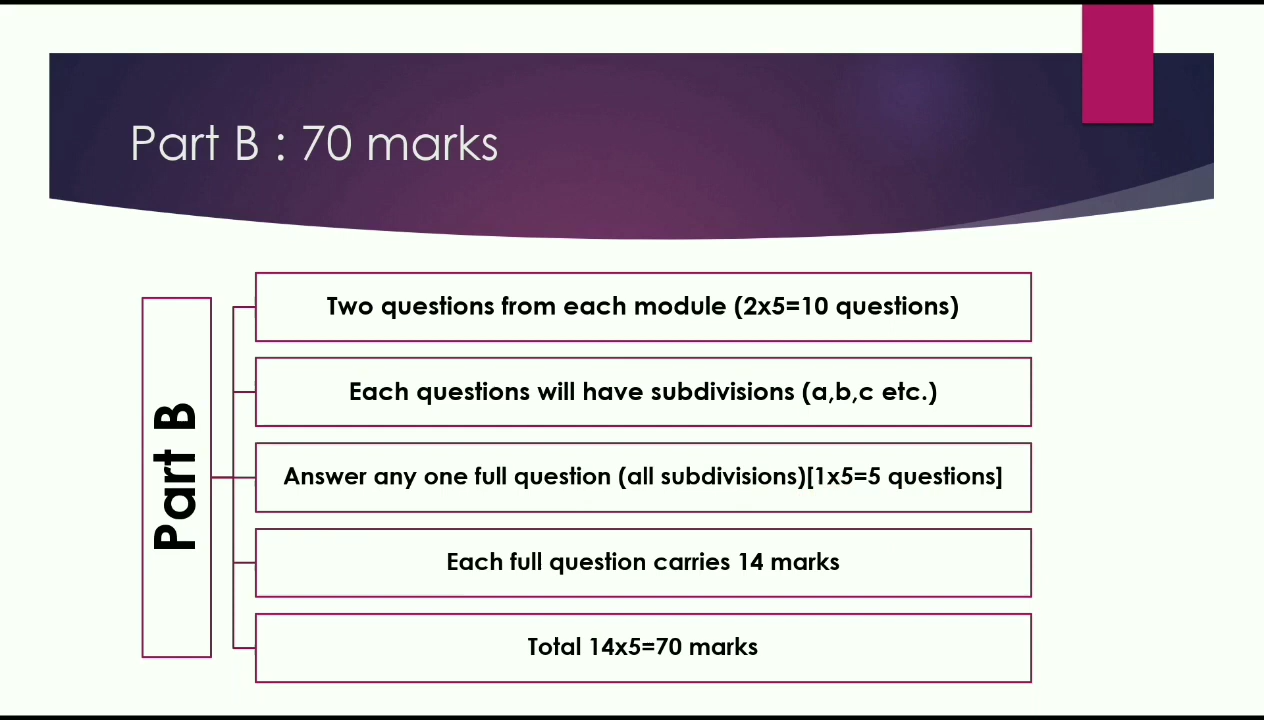 Part B : 70 marks
Part B
Two questions from each module (2x5=10 questions)
Each questions will have subdivisions (a,b,c etc.)
Answer any one full question (all subdivisions)[1x5=5 questions]
Each full question carries 14 marks
Total 14x5=70 marks